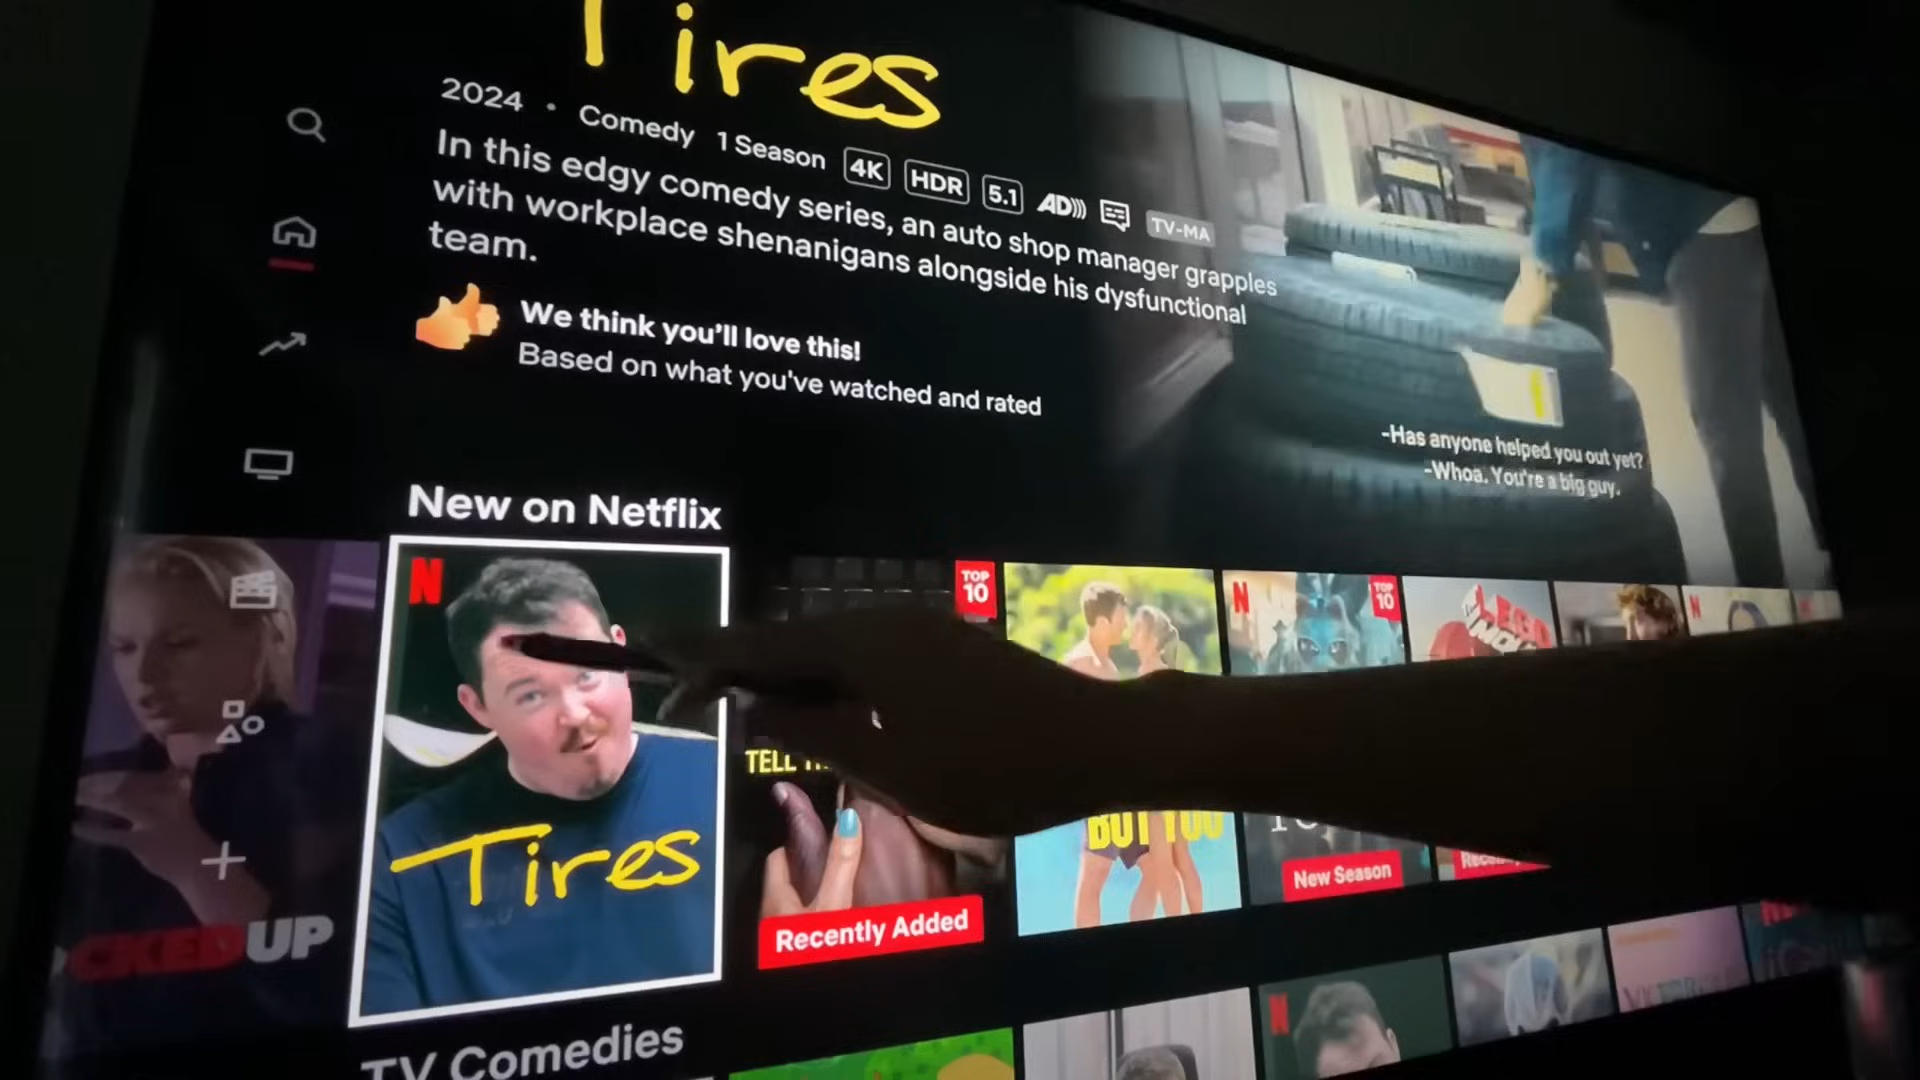 Tires
2024 • Comedy 1 Season 4K HDR 5.1 AD))) TV-MA
In this edgy comedy series, an auto shop manager grapples
with workplace shenanigans alongside his dysfunctional
team.
We think you'll love this!
Based on what you've watched and rated
-Has anyone helped you out yet?
-Whoa. You're a big guy.
New on Netflix
N
TOP
10
N
TOP
10
LEGO
N
Tires
TELL
BUT YOU
New Season
Recently Added
UP
TV Comedies
N